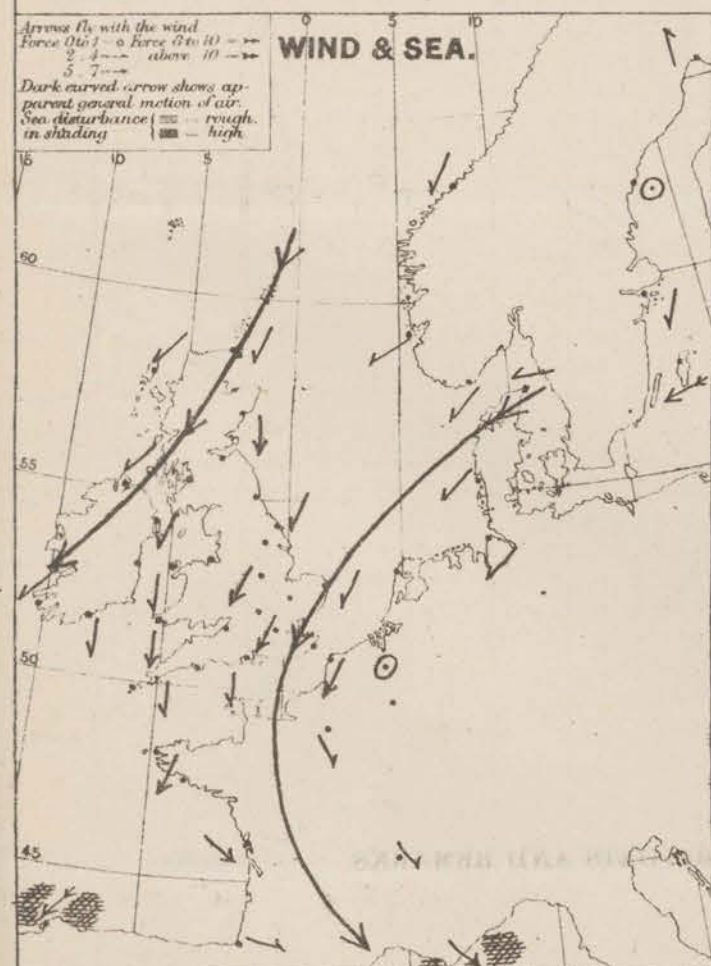 WIND & SEA.
Arrows fly with the wind
Force 0 to 1 — o Force 8 to 10 —
2 . 4 — above 10 —
5 . 7 —
Dark curved arrow shows ap-
parent general motion of air.
Sea disturbance { — rough.
in shading { — high
0 5 10
15 10 5
60
55
50
45